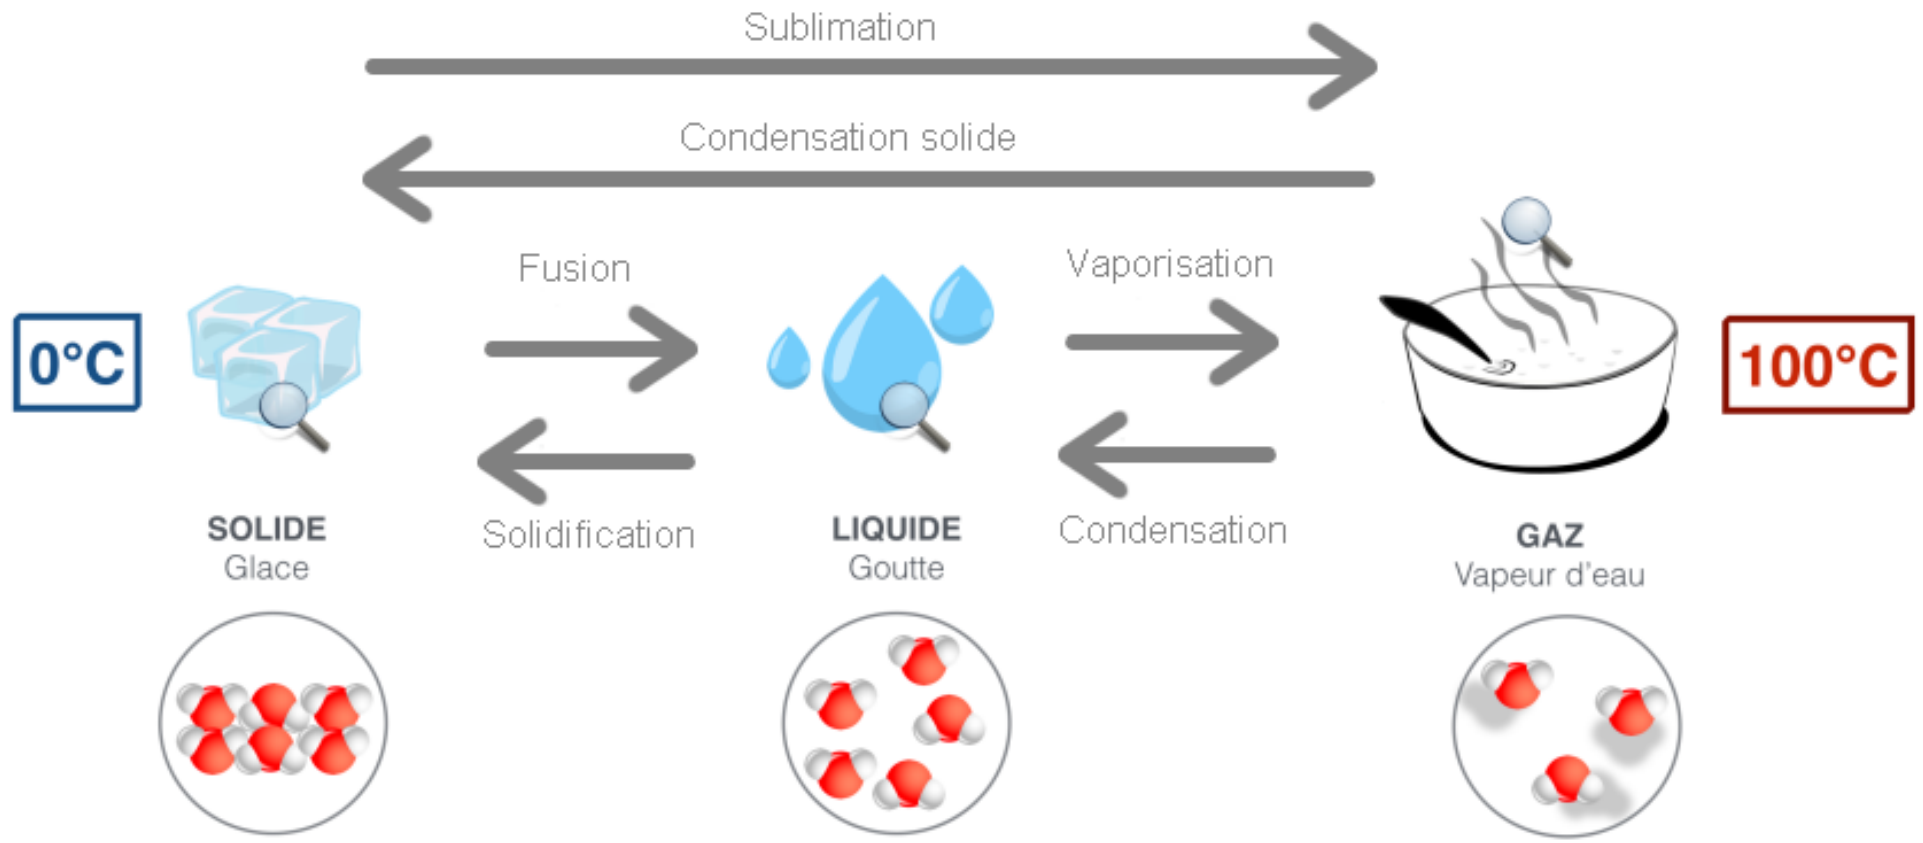 Sublimation
Condensation solide
Fusion
Vaporisation
0°C
100°C
Solidification
Condensation
SOLIDE
Glace
LIQUIDE
Goutte
GAZ
Vapeur d'eau